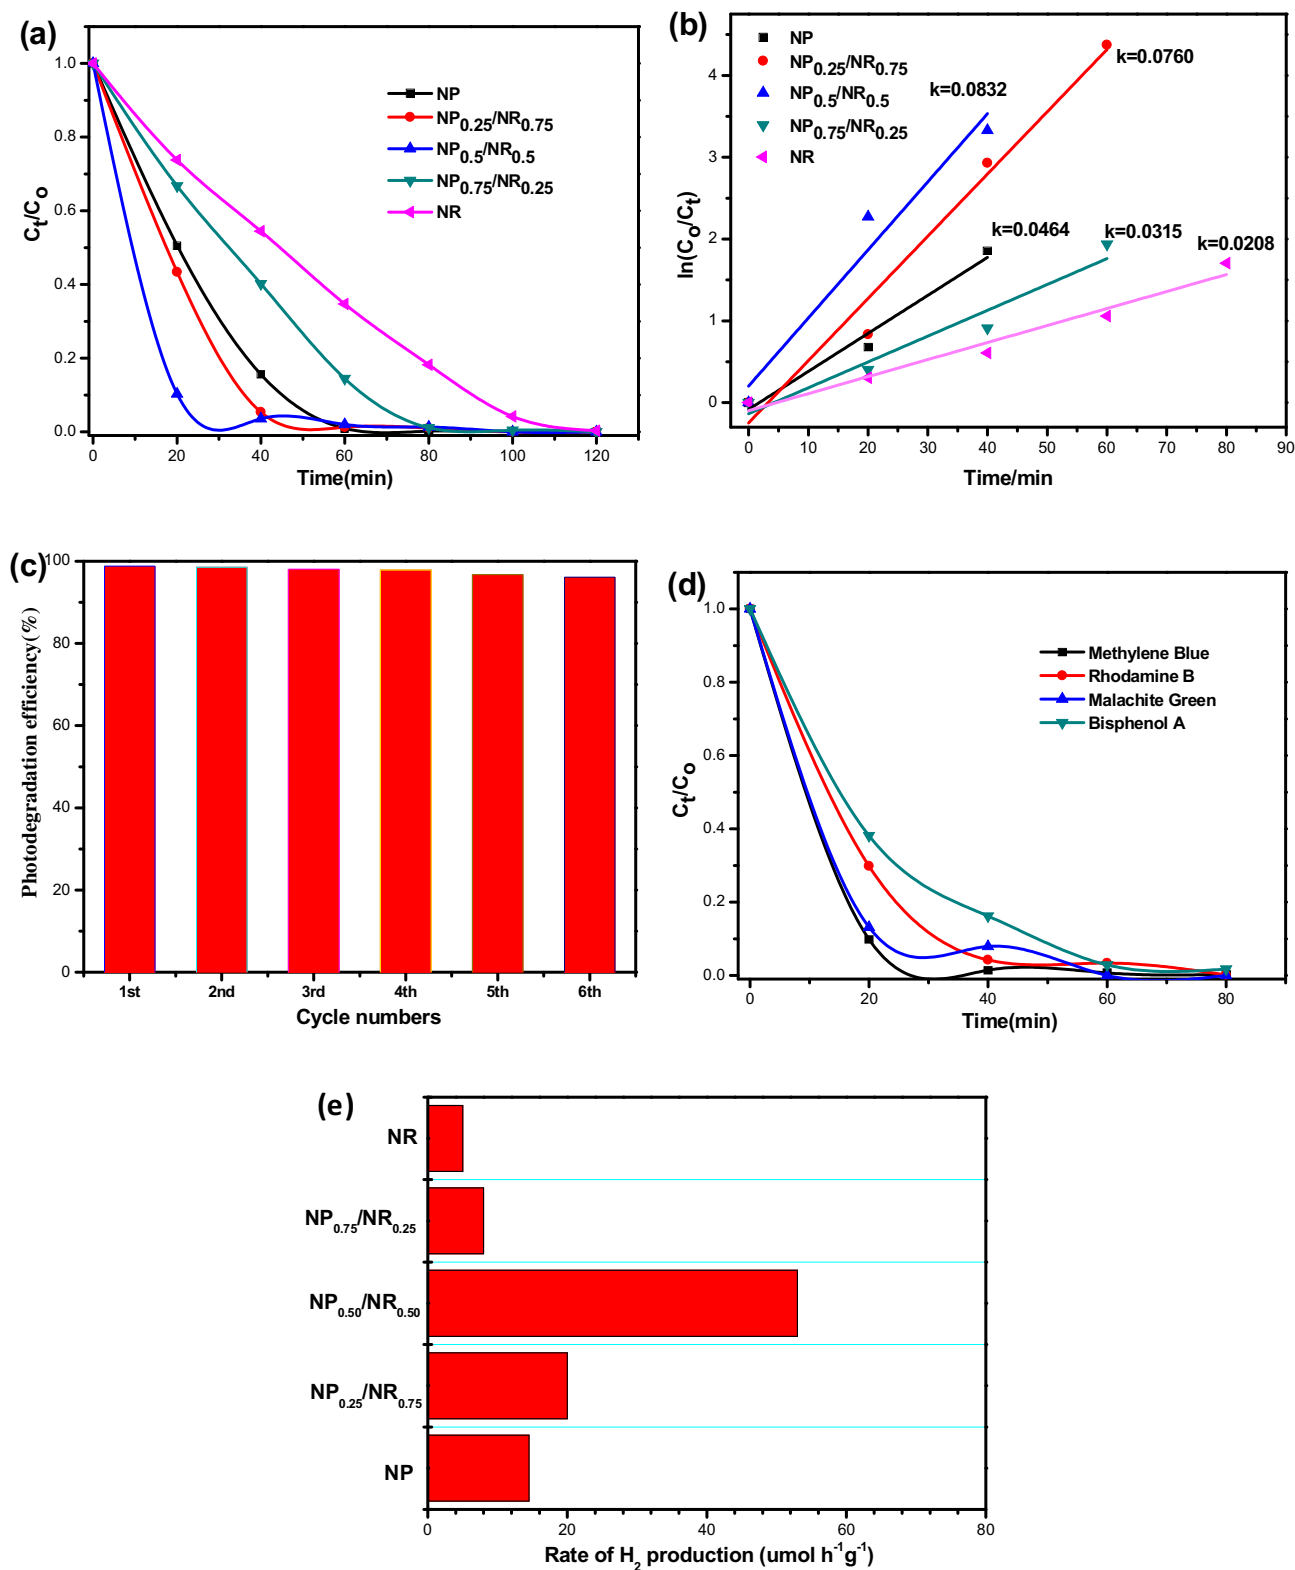 (a)
1.0
0.8
0.6
0.4
0.2
0.0
Ct/Co
0 20 40 60 80 100 120
Time(min)
NP
NP0.25/NR0.75
NP0.5/NR0.5
NP0.75/NR0.25
NR
(b)
4
3
2
1
0
ln(Co/Ct)
0 10 20 30 40 50 60 70 80 90
Time/min
NP
NP0.25/NR0.75
NP0.5/NR0.5
NP0.75/NR0.25
NR
k=0.0832
k=0.0760
k=0.0464
k=0.0315
k=0.0208
(c)
100
80
60
40
20
0
Photodegradation efficiency(%)
1st 2nd 3rd 4th 5th 6th
Cycle numbers
(d)
1.0
0.8
0.6
0.4
0.2
0.0
Ct/Co
0 20 40 60 80
Time(min)
Methylene Blue
Rhodamine B
Malachite Green
Bisphenol A
(e)
NR
NP0.75/NR0.25
NP0.50/NR0.50
NP0.25/NR0.75
NP
0 20 40 60 80
Rate of H2 production (umol h-1g-1)